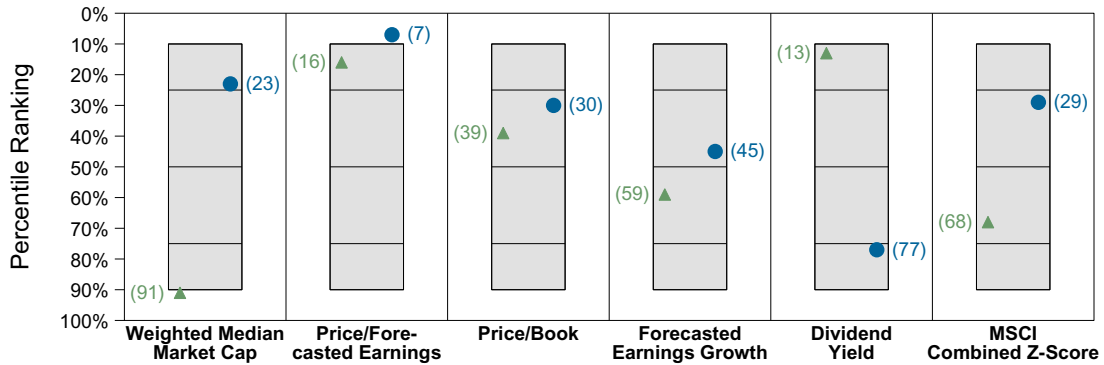 Percentile Ranking
0%
10%
20%
30%
40%
50%
60%
70%
80%
90%
100%
(91)
(23)
(16)
(7)
(39)
(30)
(59)
(45)
(13)
(77)
(68)
(29)
Weighted Median
Market Cap
Price/Fore-
casted Earnings
Price/Book
Forecasted
Earnings Growth
Dividend
Yield
MSCI
Combined Z-Score